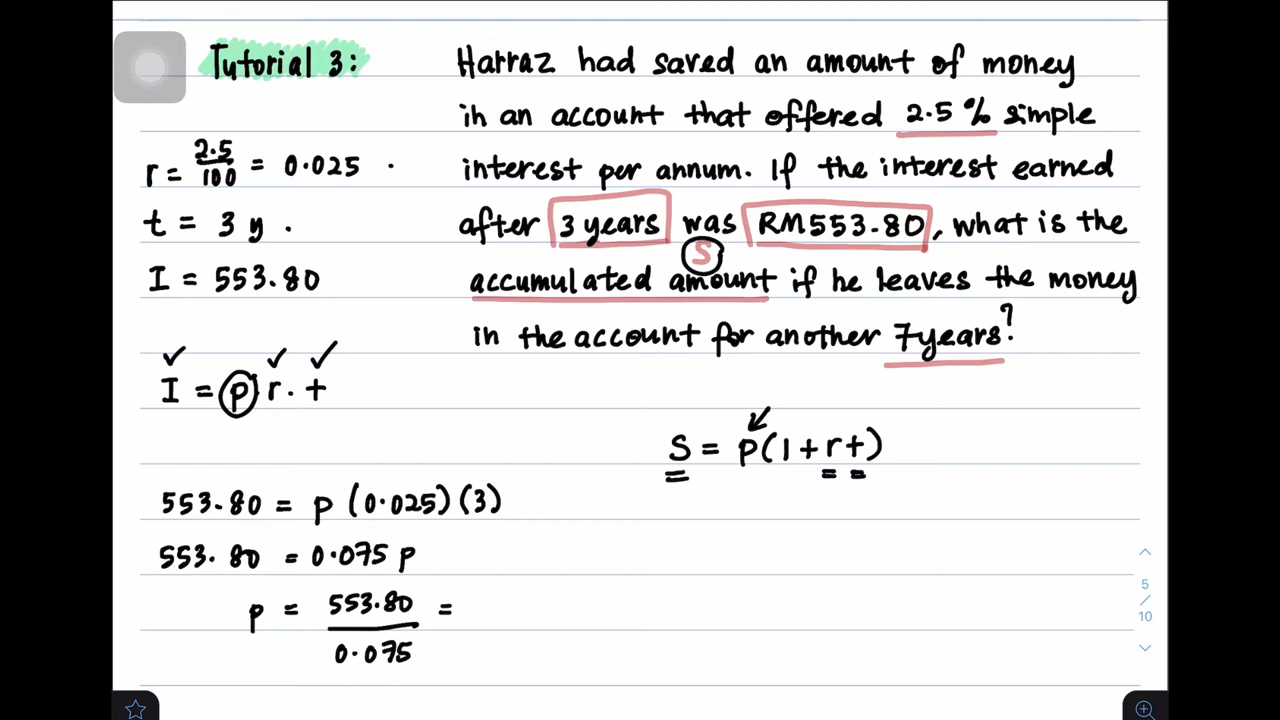 Tutorial 3:
Harraz had saved an amount of money
in an account that offered 2.5% simple
interest per annum. If the interest earned
after 3 years was RM553.80, what is the
S
accumulated amount if he leaves the money
in the account for another 7years?
r = 2.5/100 = 0.025
t = 3 y.
I = 553.80
I = p r. t
553.80 = p (0.025)(3)
553.80 = 0.075 p
p = 553.80/0.075 =
S = p(1+rt)
5
/
10